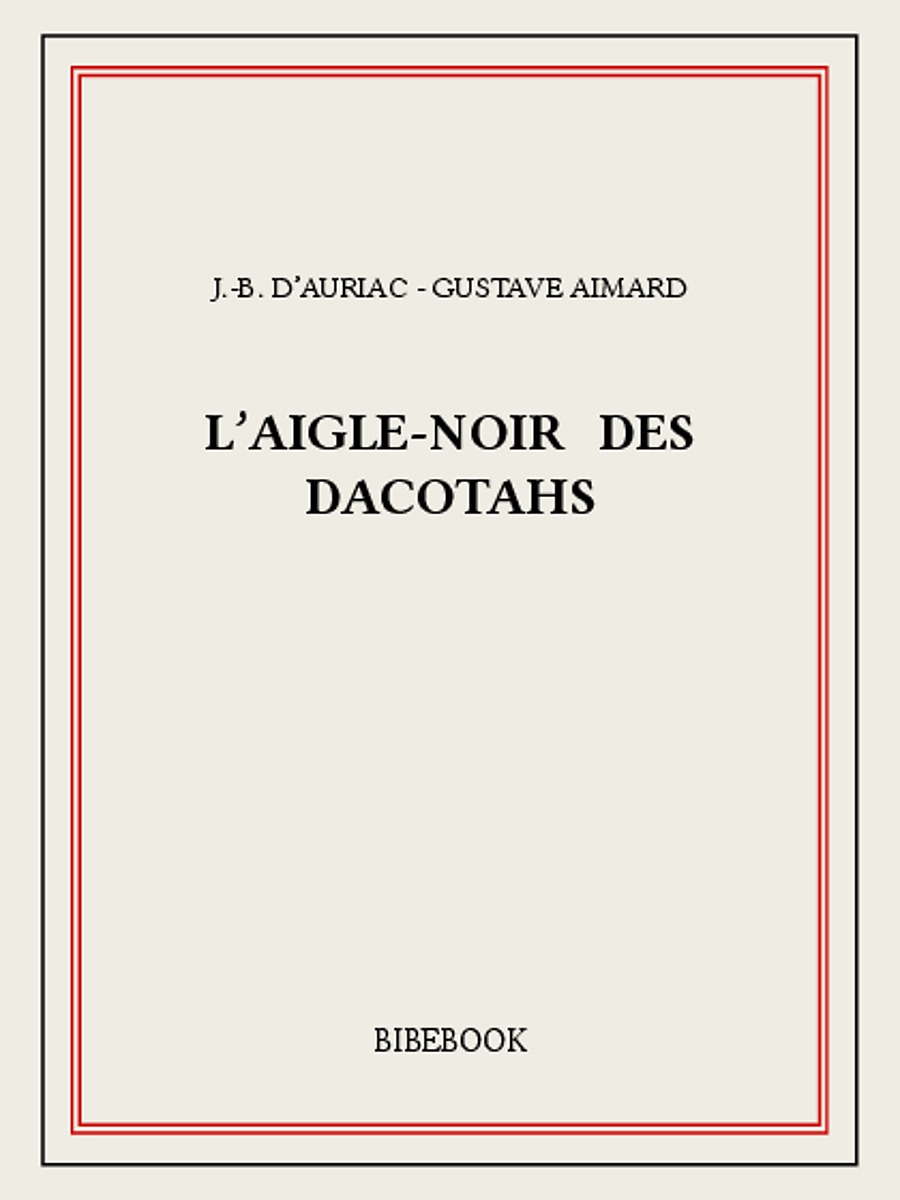 J.-B. D’AURIAC - GUSTAVE AIMARD
L’AIGLE-NOIR DES
DACOTAHS
BIBEBOOK